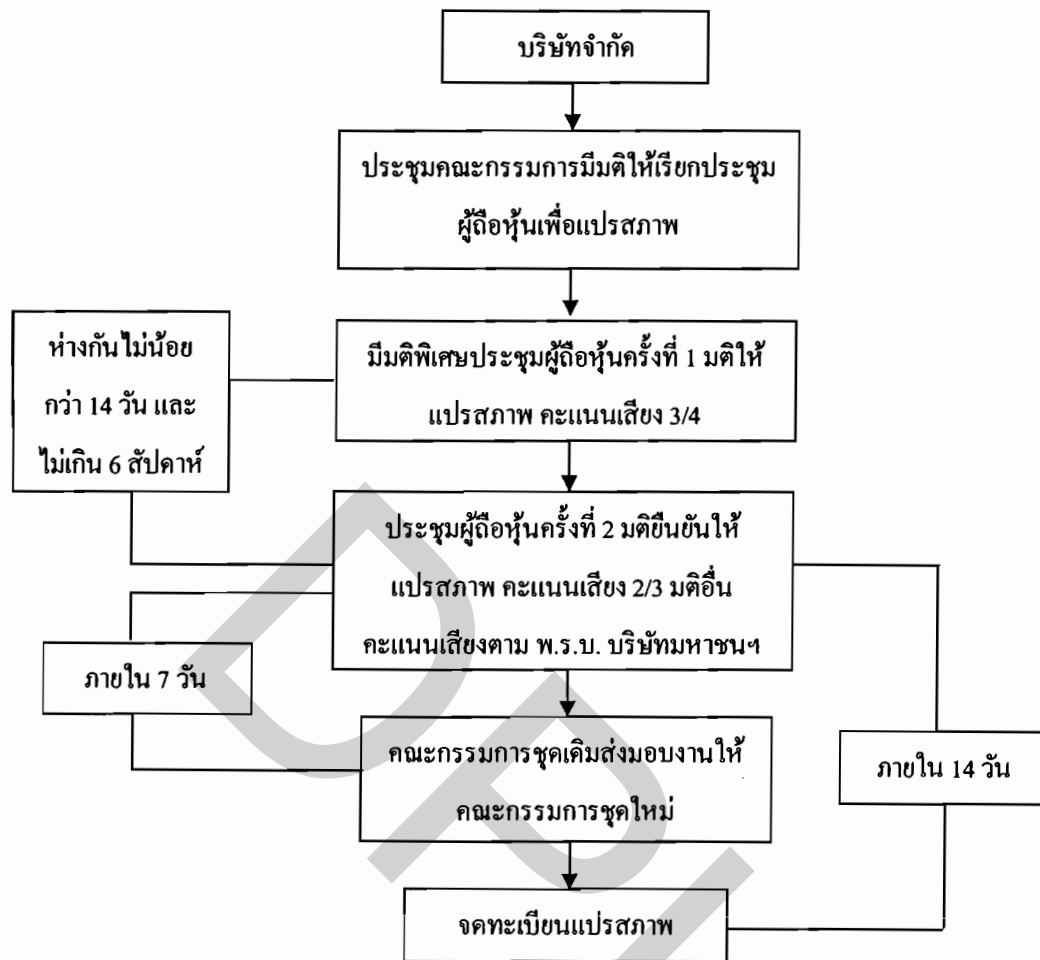 บริษัทจำกัด
ประชุมคณะกรรมการมีมติให้เรียกประชุม
ผู้ถือหุ้นเพื่อแปรสภาพ
ห่างกันไม่น้อย
กว่า 14 วัน และ
ไม่เกิน 6 สัปดาห์
มีมติพิเศษประชุมผู้ถือหุ้นครั้งที่ 1 มติให้
แปรสภาพ คะแนนเสียง 3/4
ประชุมผู้ถือหุ้นครั้งที่ 2 มติยืนยันให้
แปรสภาพ คะแนนเสียง 2/3 มติอื่น
คะแนนเสียงตาม พ.ร.บ. บริษัทมหาชนฯ
ภายใน 7 วัน
คณะกรรมการชุดเดิมส่งมอบงานให้
คณะกรรมการชุดใหม่
ภายใน 14 วัน
จดทะเบียนแปรสภาพ